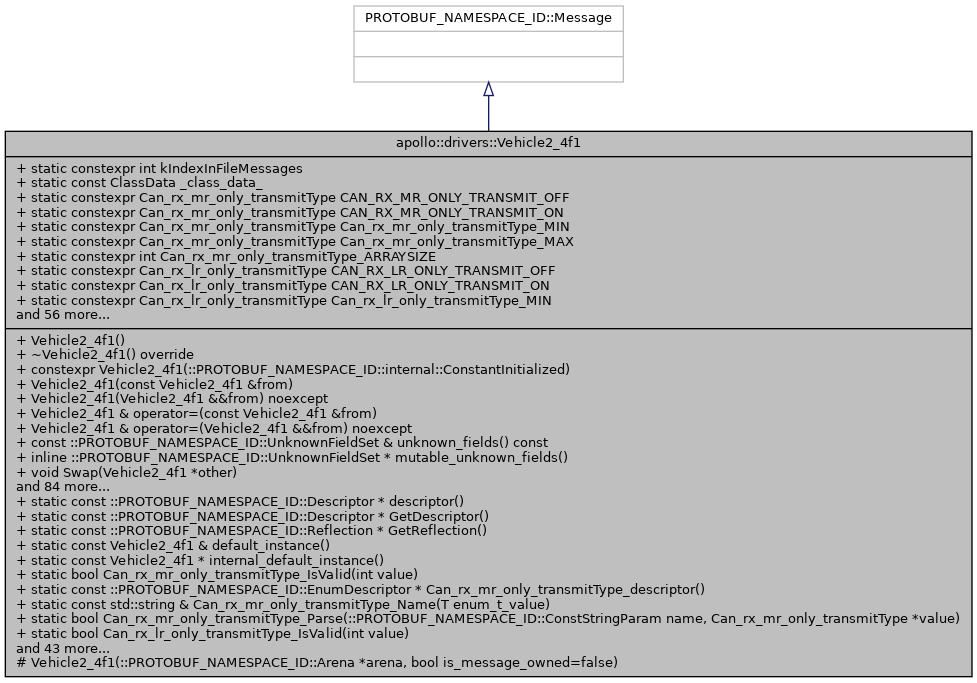 PROTOBUF_NAMESPACE_ID::Message
apollo::drivers::Vehicle2_4f1
+ static constexpr int kIndexInFileMessages
+ static const ClassData _class_data_
+ static constexpr Can_rx_mr_only_transmitType CAN_RX_MR_ONLY_TRANSMIT_OFF
+ static constexpr Can_rx_mr_only_transmitType CAN_RX_MR_ONLY_TRANSMIT_ON
+ static constexpr Can_rx_mr_only_transmitType Can_rx_mr_only_transmitType_MIN
+ static constexpr Can_rx_mr_only_transmitType Can_rx_mr_only_transmitType_MAX
+ static constexpr int Can_rx_mr_only_transmitType_ARRAYSIZE
+ static constexpr Can_rx_lr_only_transmitType CAN_RX_LR_ONLY_TRANSMIT_OFF
+ static constexpr Can_rx_lr_only_transmitType CAN_RX_LR_ONLY_TRANSMIT_ON
+ static constexpr Can_rx_lr_only_transmitType Can_rx_lr_only_transmitType_MIN
and 56 more...
+ Vehicle2_4f1()
+ ~Vehicle2_4f1() override
+ constexpr Vehicle2_4f1(::PROTOBUF_NAMESPACE_ID::internal::ConstantInitialized)
+ Vehicle2_4f1(const Vehicle2_4f1 &from)
+ Vehicle2_4f1(Vehicle2_4f1 &&from) noexcept
+ Vehicle2_4f1 & operator=(const Vehicle2_4f1 &from)
+ Vehicle2_4f1 & operator=(Vehicle2_4f1 &&from) noexcept
+ const ::PROTOBUF_NAMESPACE_ID::UnknownFieldSet & unknown_fields() const
+ inline ::PROTOBUF_NAMESPACE_ID::UnknownFieldSet * mutable_unknown_fields()
+ void Swap(Vehicle2_4f1 *other)
and 84 more...
+ static const ::PROTOBUF_NAMESPACE_ID::Descriptor * descriptor()
+ static const ::PROTOBUF_NAMESPACE_ID::Descriptor * GetDescriptor()
+ static const ::PROTOBUF_NAMESPACE_ID::Reflection * GetReflection()
+ static const Vehicle2_4f1 & default_instance()
+ static const Vehicle2_4f1 * internal_default_instance()
+ static bool Can_rx_mr_only_transmitType_IsValid(int value)
+ static const ::PROTOBUF_NAMESPACE_ID::EnumDescriptor * Can_rx_mr_only_transmitType_descriptor()
+ static const std::string & Can_rx_mr_only_transmitType_Name(T enum_t_value)
+ static bool Can_rx_mr_only_transmitType_Parse(::PROTOBUF_NAMESPACE_ID::ConstStringParam name, Can_rx_mr_only_transmitType *value)
+ static bool Can_rx_lr_only_transmitType_IsValid(int value)
and 43 more...
# Vehicle2_4f1(::PROTOBUF_NAMESPACE_ID::Arena *arena, bool is_message_owned=false)